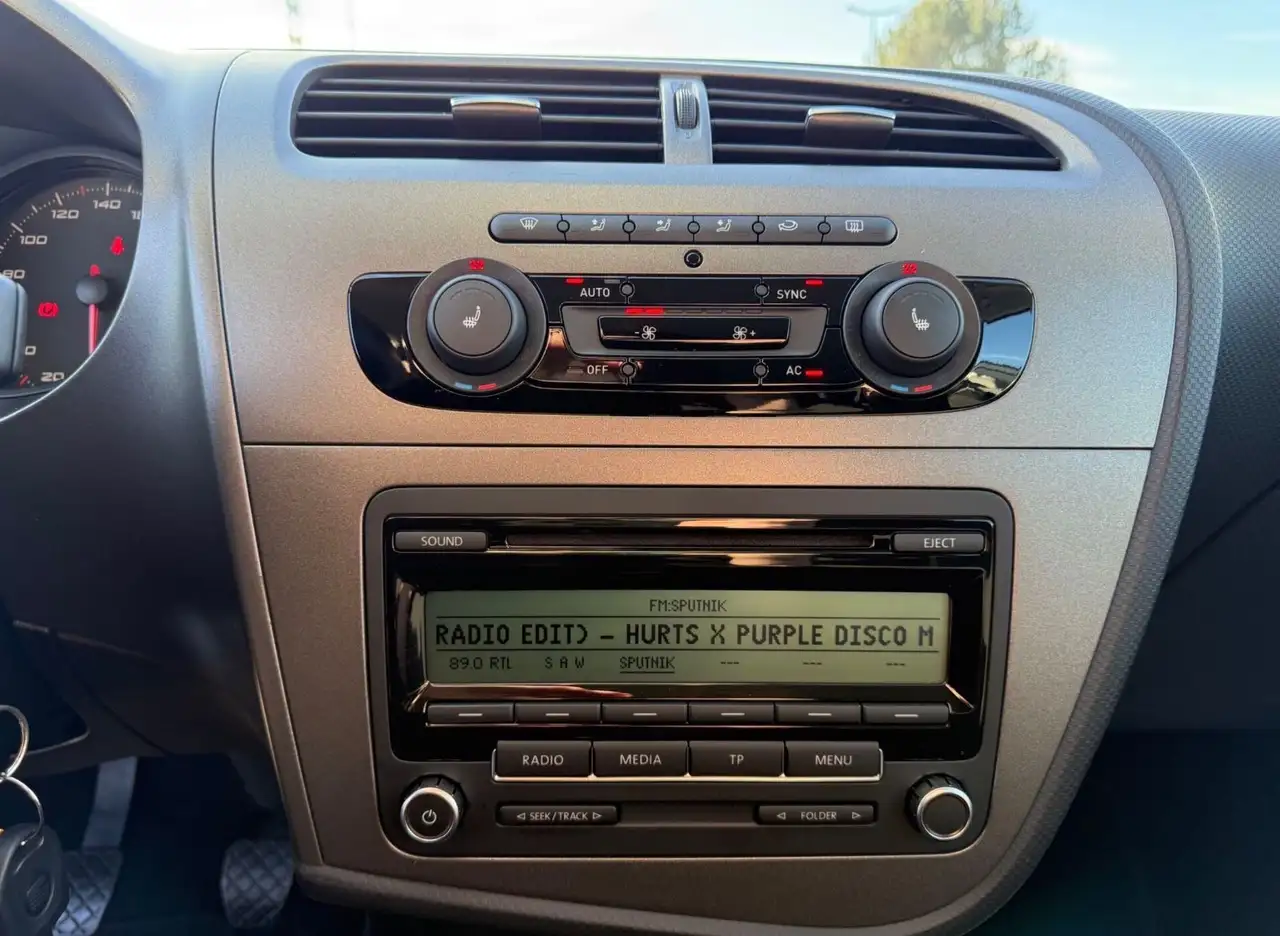 120 140
100
80
20
AUTO SYNC
- +
OFF AC
SOUND EJECT
FM:SPUTNIK
RADIO EDIT) – HURTS X PURPLE DISCO M
89.0 RTL S A W SPUTNIK --- --- ---
RADIO MEDIA TP MENU
SEEK/TRACK FOLDER